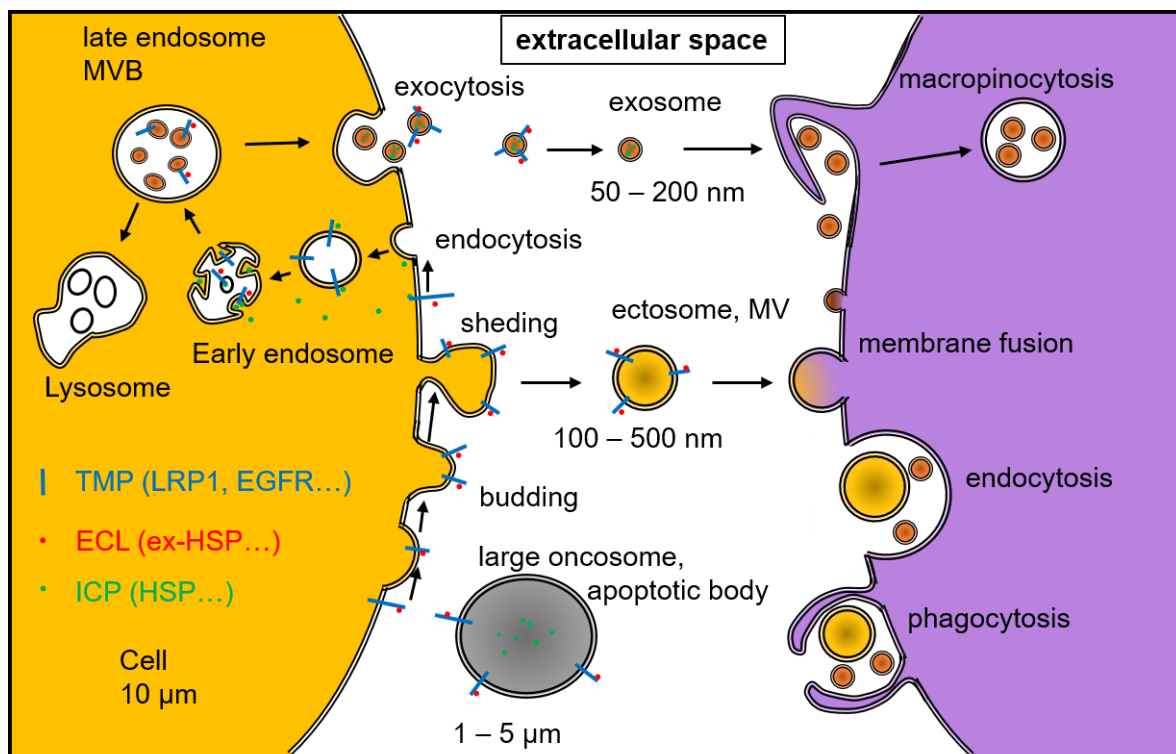 late endosome
MVB
extracellular space
exocytosis
exosome
macropinocytosis
50 – 200 nm
endocytosis
sheding
ectosome, MV
Early endosome
membrane fusion
Lysosome
100 – 500 nm
TMP (LRP1, EGFR…)
budding
endocytosis
ECL (ex-HSP…)
large oncosome,
apoptotic body
ICP (HSP…)
phagocytosis
Cell
10 µm
1 – 5 µm